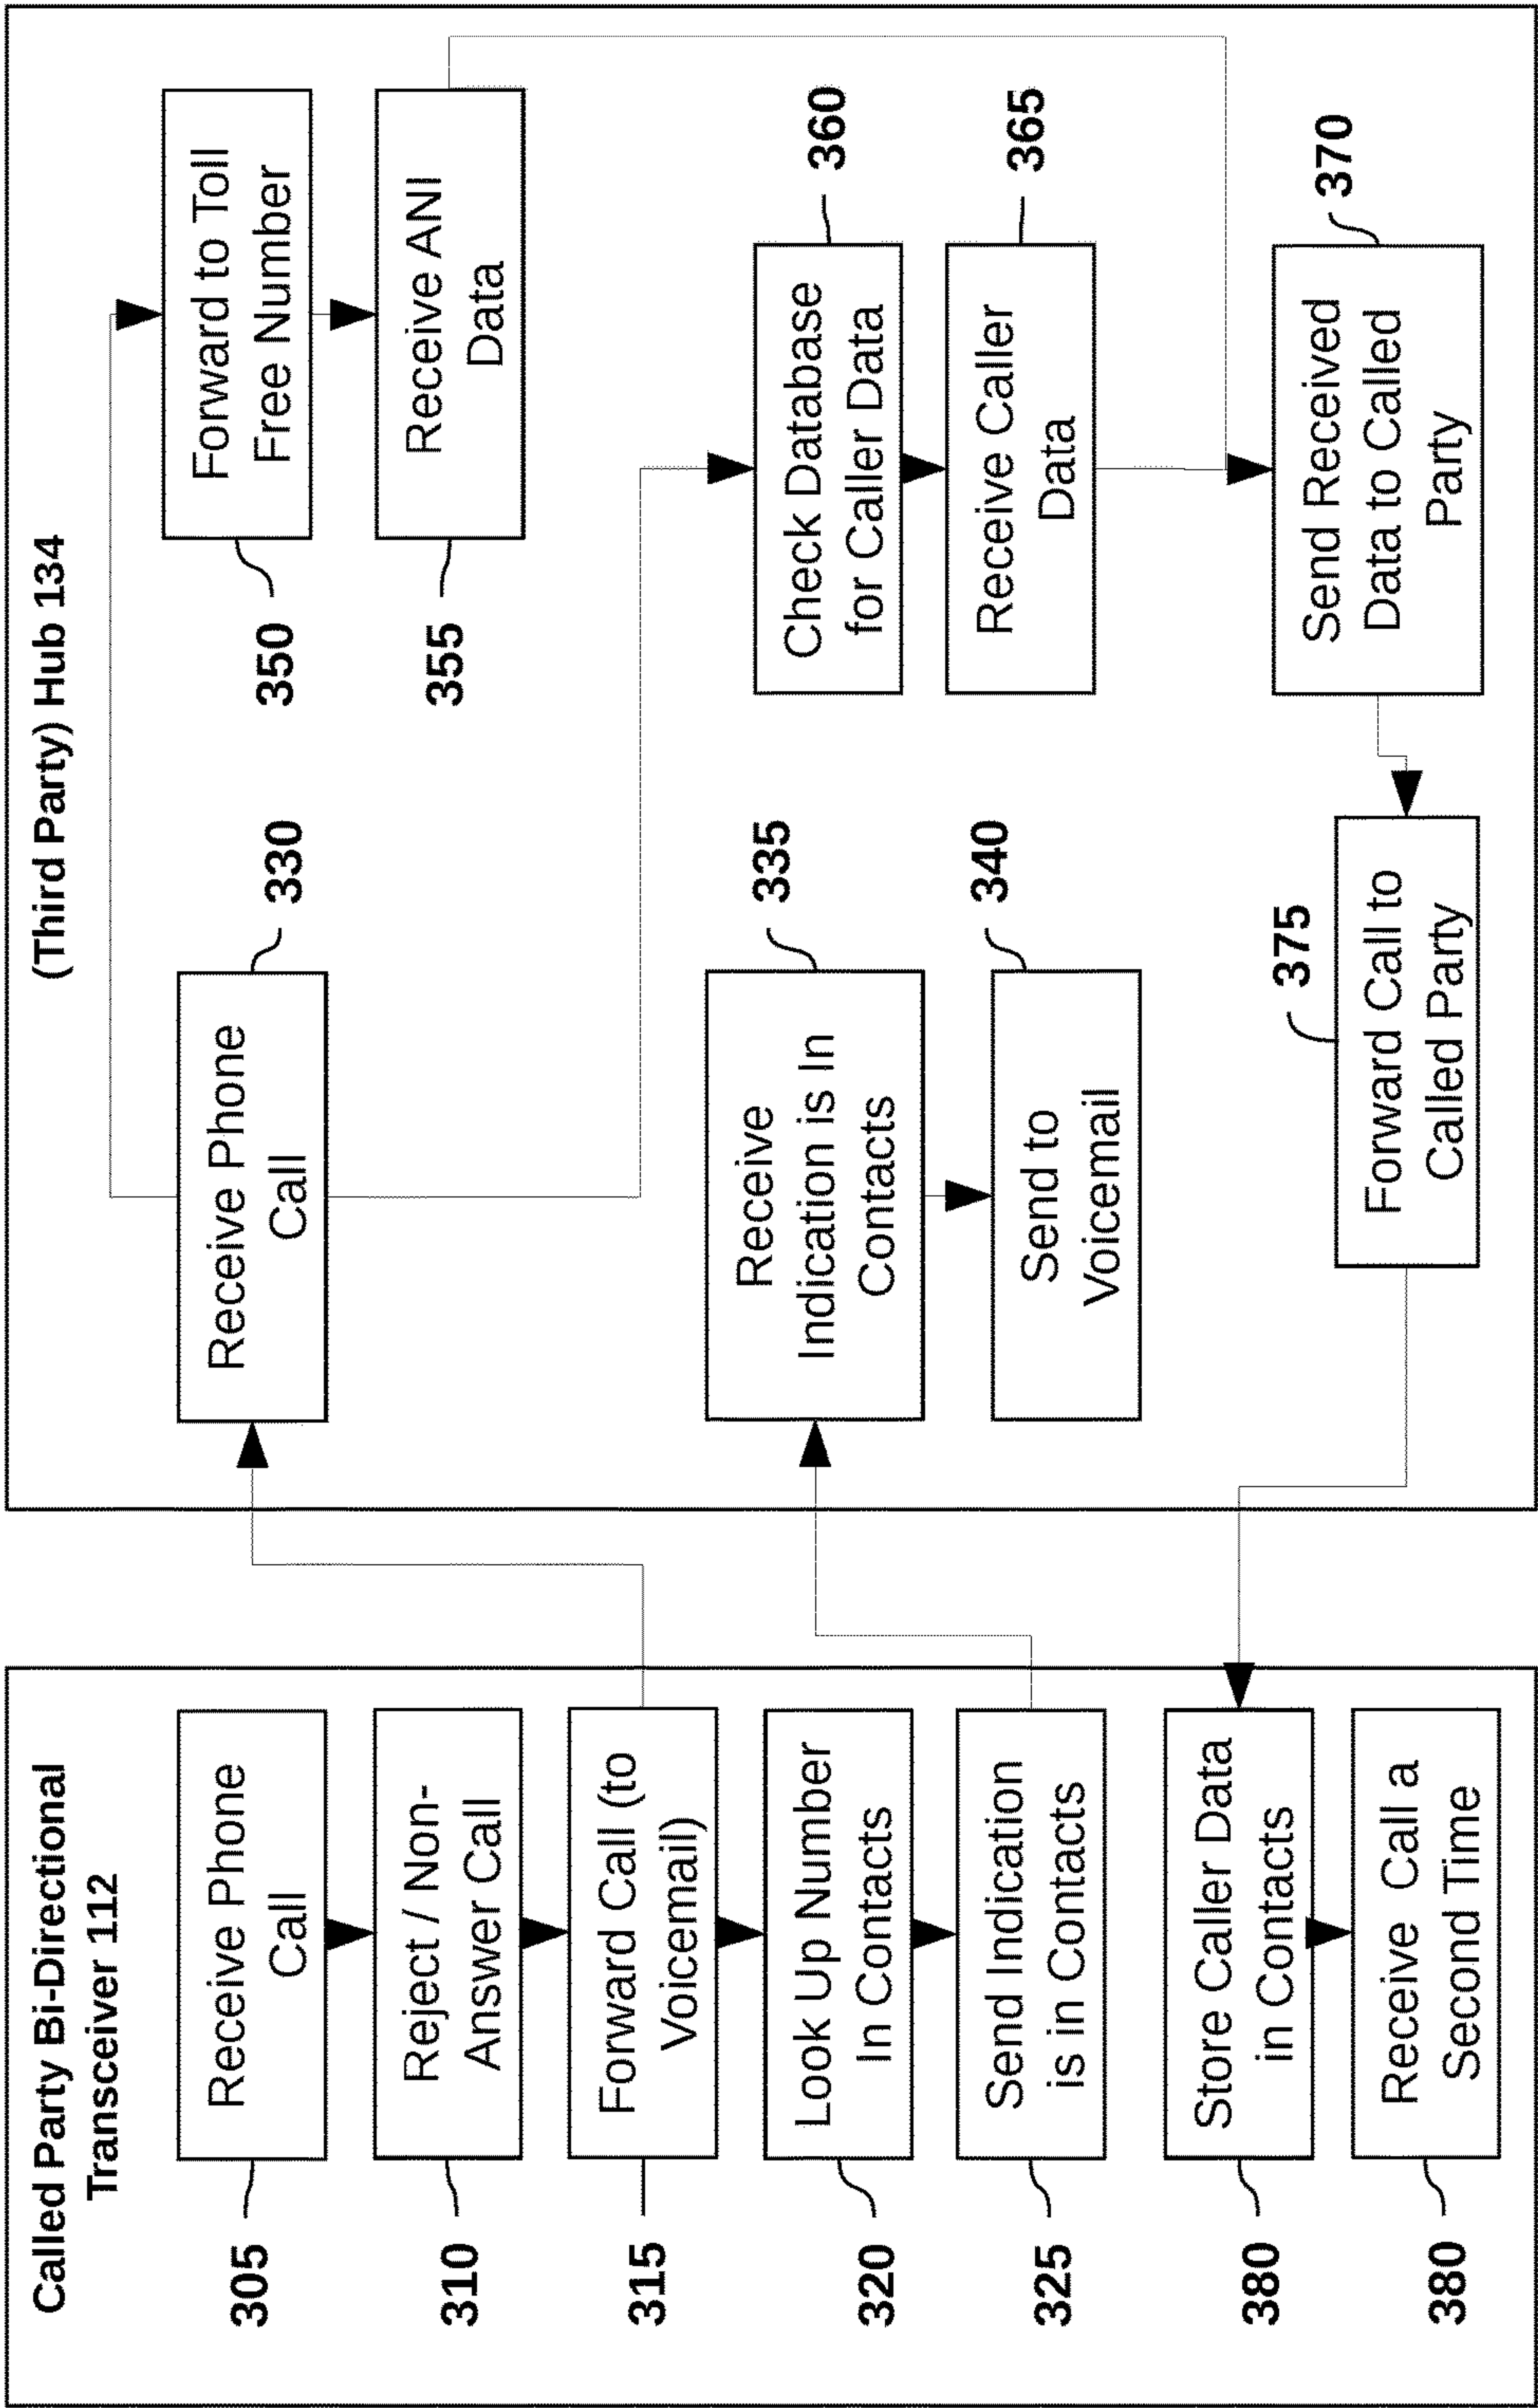 Called Party Bi-Directional
Transceiver 112
305
Receive Phone
Call
310
Reject / Non-
Answer Call
315
Forward Call (to
Voicemail)
320
Look Up Number
In Contacts
325
Send Indication
is in Contacts
380
Store Caller Data
in Contacts
380
Receive Call a
Second Time
(Third Party) Hub 134
Receive Phone
Call
330
350
Forward to Toll
Free Number
355
Receive ANI
Data
Receive
Indication is In
Contacts
335
Send to
Voicemail
340
Check Database
for Caller Data
360
Receive Caller
Data
365
Send Received
Data to Called
Party
370
375
Forward Call to
Called Party